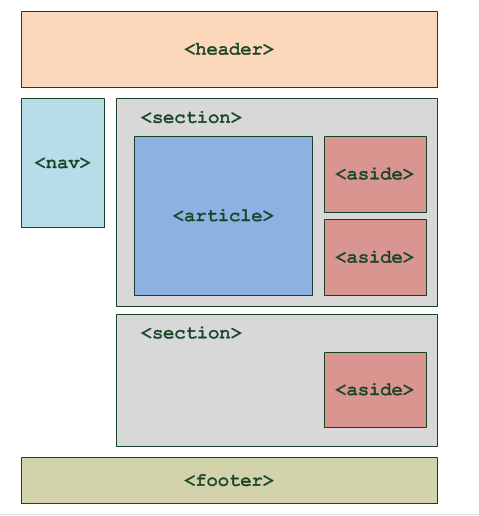 <header>
<nav>
<section>
<article>
<aside>
<aside>
<section>
<aside>
<footer>